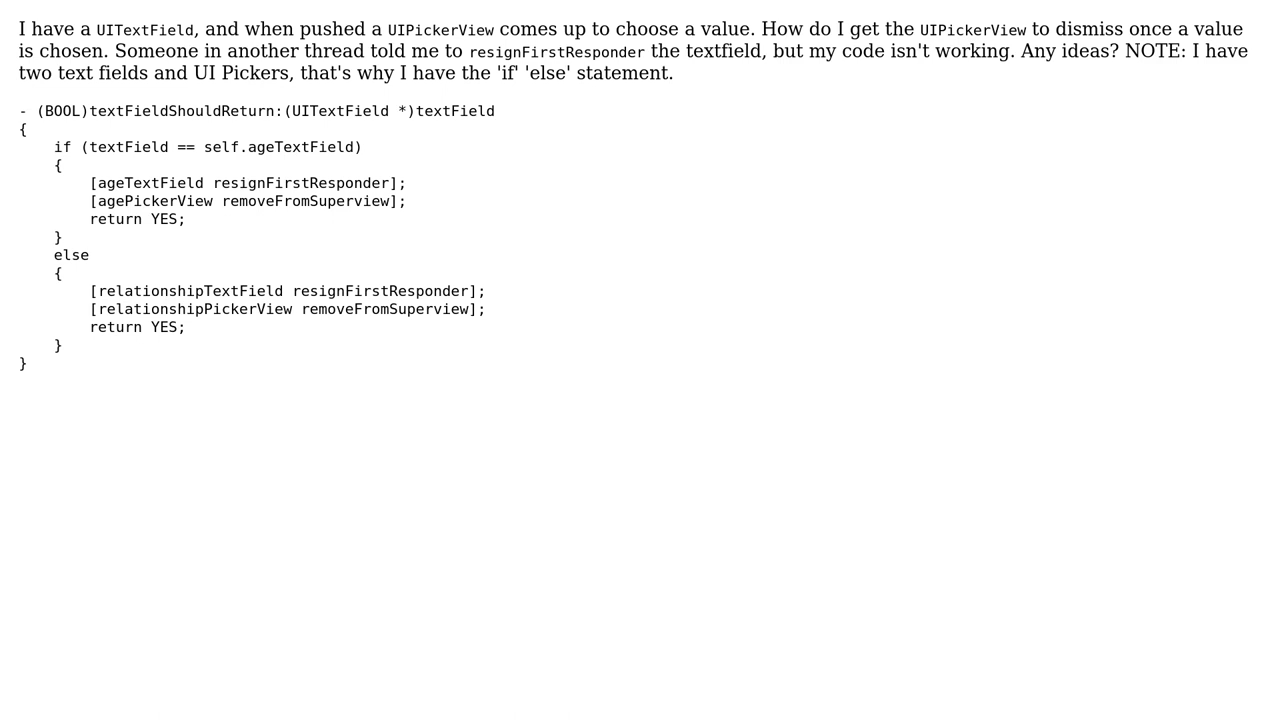 I have a UITextField, and when pushed a UIPickerView comes up to choose a value. How do I get the UIPickerView to dismiss once a value
is chosen. Someone in another thread told me to resignFirstResponder the textfield, but my code isn't working. Any ideas? NOTE: I have
two text fields and UI Pickers, that's why I have the 'if' 'else' statement.
- (BOOL)textFieldShouldReturn:(UITextField *)textField
{
    if (textField == self.ageTextField)
    {
        [ageTextField resignFirstResponder];
        [agePickerView removeFromSuperview];
        return YES;
    }
    else
    {
        [relationshipTextField resignFirstResponder];
        [relationshipPickerView removeFromSuperview];
        return YES;
    }
}